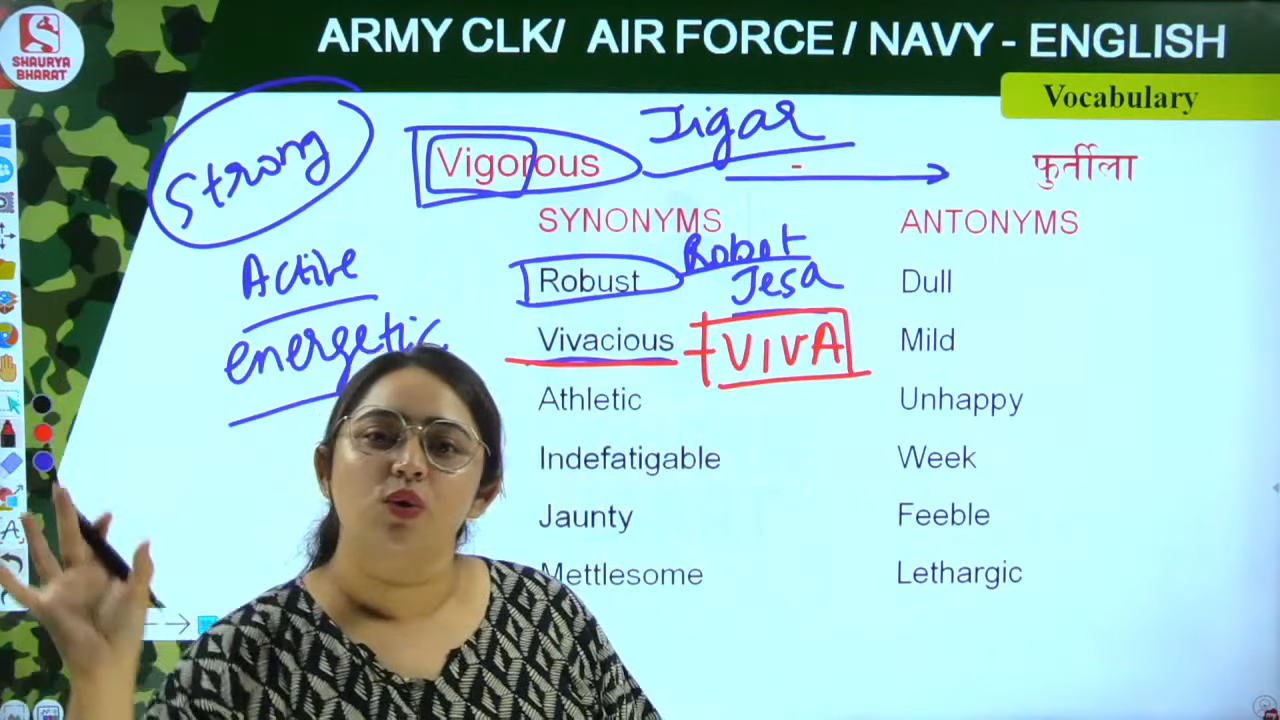 SHAURYA
BHARAT
ARMY CLK/ AIR FORCE / NAVY - ENGLISH
Vocabulary
Strong
Vigorous
Jigar
-
फुर्तीला
SYNONYMS
ANTONYMS
Active
Robust
Robot
Jesa
Dull
energetic
Vivacious
VIVA
Mild
Athletic
Unhappy
Indefatigable
Week
Jaunty
Feeble
Mettlesome
Lethargic